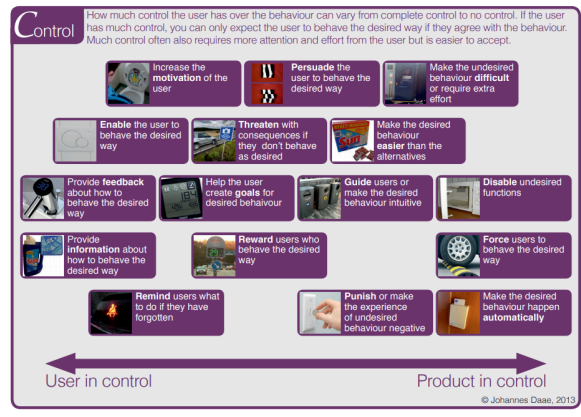 Control
How much control the user has over the behaviour can vary from complete control to no control. If the user
has much control, you can only expect the user to behave the desired way if they agree with the behaviour.
Much control often also requires more attention and effort from the user but is easier to accept.
Increase the
motivation of the
user
Persuade the
user to behave the
desired way
Make the undesired
behaviour difficult
or require extra
effort
Enable the user to
behave the desired
way
Threaten with
consequences if
they don't behave
as desired
Make the desired
behaviour
easier than the
alternatives
Provide feedback
about how to
behave the desired
way
Help the user
create goals for
desired behaivour
Guide users or
make the desired
behaviour intuitive
Disable undesired
functions
Provide
information about
how to behave the
desired way
Reward users who
behave the desired
way
Force users to
behave the desired
way
Remind users what
to do if they have
forgotten
Punish or make
the experience
of undesired
behaviour negative
Make the desired
behaviour happen
automatically
User in control
Product in control
© Johannes Daae, 2013